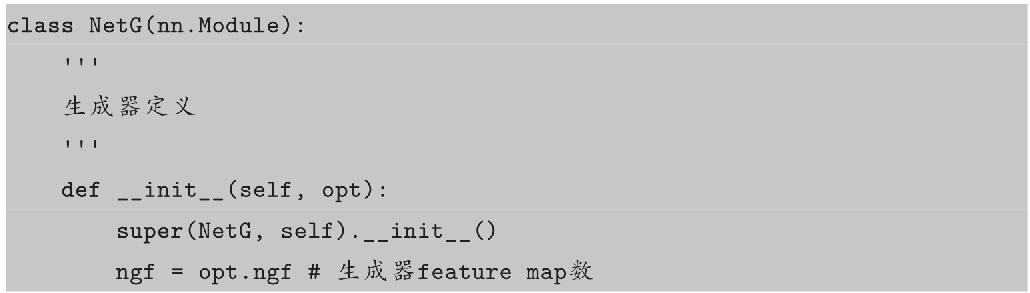 class NetG(nn.Module):
    '''
    生成器定义
    '''
    def __init__(self, opt):
        super(NetG, self).__init__()
        ngf = opt.ngf # 生成器feature map数